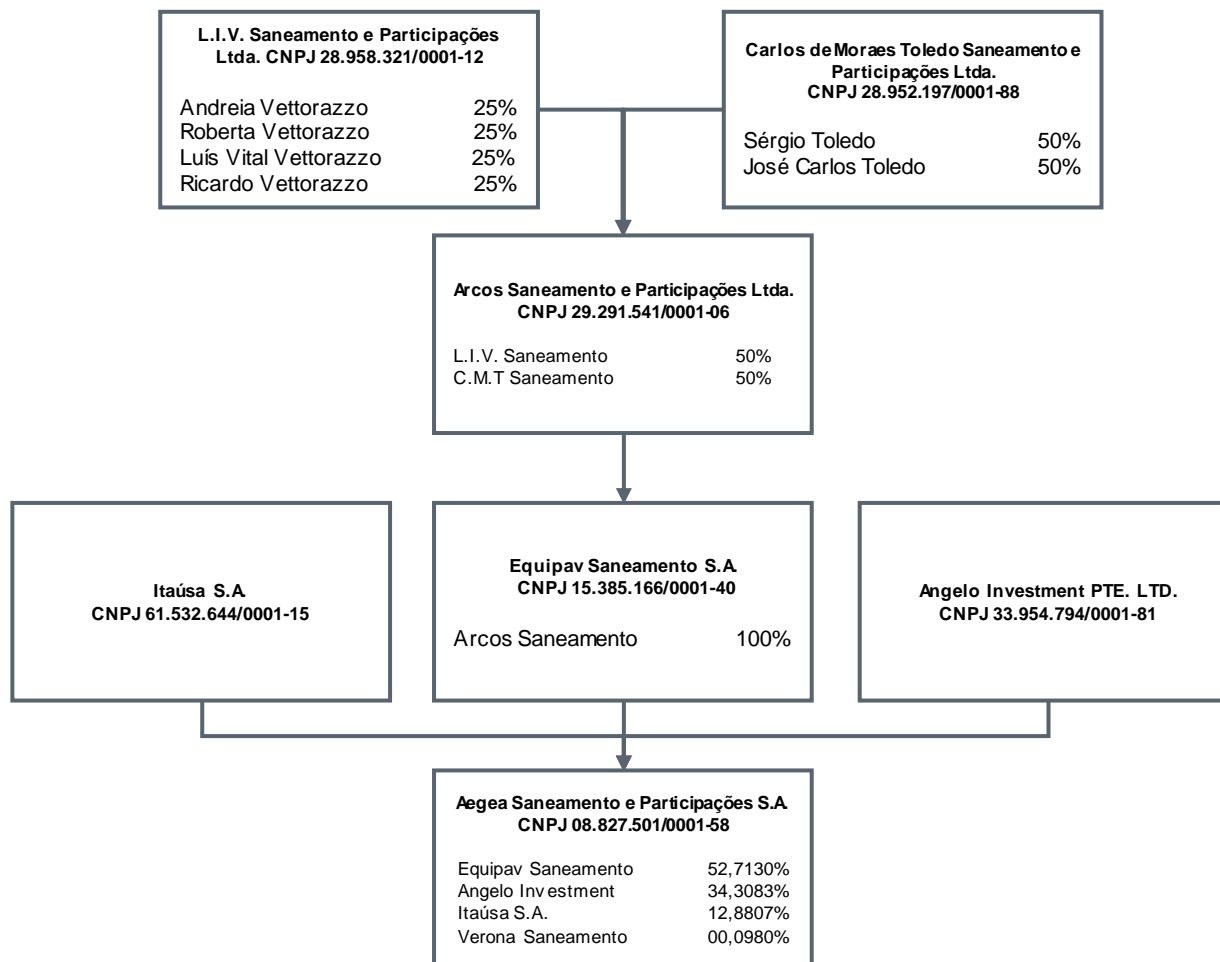 L.I.V. Saneamento e Participações
Ltda. CNPJ 28.958.321/0001-12
Andreia Vettorazzo 25%
Roberta Vettorazzo 25%
Luís Vital Vettorazzo 25%
Ricardo Vettorazzo 25%
Carlos de Moraes Toledo Saneamento e
Participações Ltda.
CNPJ 28.952.197/0001-88
Sérgio Toledo 50%
José Carlos Toledo 50%
Arcos Saneamento e Participações Ltda.
CNPJ 29.291.541/0001-06
L.I.V. Saneamento 50%
C.M.T Saneamento 50%
Itaúsa S.A.
CNPJ 61.532.644/0001-15
Equipav Saneamento S.A.
CNPJ 15.385.166/0001-40
Arcos Saneamento 100%
Angelo Investment PTE. LTD.
CNPJ 33.954.794/0001-81
Aegea Saneamento e Participações S.A.
CNPJ 08.827.501/0001-58
Equipav Saneamento 52,7130%
Angelo Investment 34,3083%
Itaúsa S.A. 12,8807%
Verona Saneamento 00,0980%